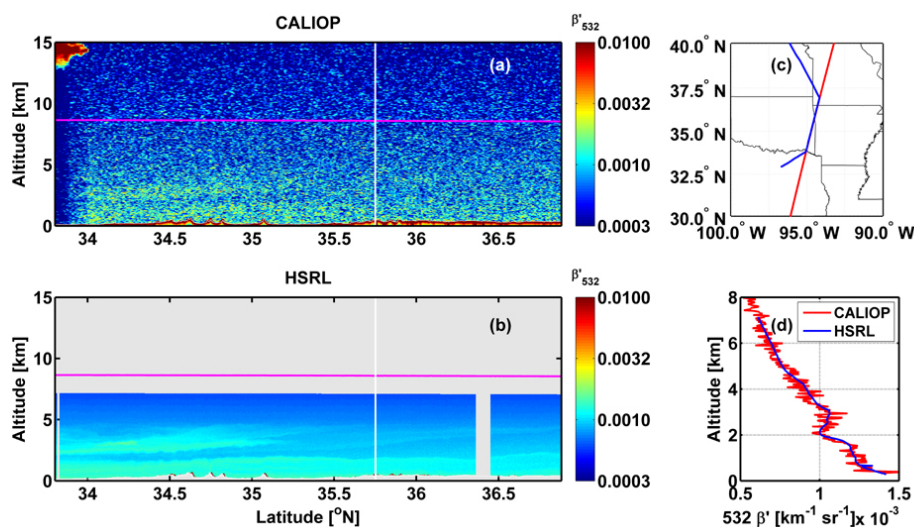 CALIOP
β'532
15
10
5
0
Altitude [km]
(a)
34
34.5
35
35.5
36
36.5
0.0100
0.0032
0.0010
0.0003
(c)
40.0° N
37.5° N
35.0° N
32.5° N
30.0° N
100.0° W
95.0° W
90.0° W
HSRL
β'532
15
10
5
0
Altitude [km]
(b)
34
34.5
35
35.5
36
36.5
Latitude [°N]
0.0100
0.0032
0.0010
0.0003
8
6
4
2
0
Altitude [km]
CALIOP
HSRL
(d)
0.5
1
1.5
532 β' [km⁻¹ sr⁻¹]x 10⁻³